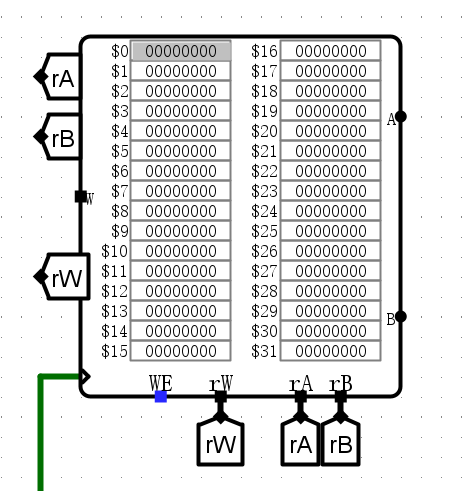 rA
rB
W
rW
$0 00000000 $16 00000000
$1 00000000 $17 00000000
$2 00000000 $18 00000000
$3 00000000 $19 00000000
$4 00000000 $20 00000000
$5 00000000 $21 00000000
$6 00000000 $22 00000000
$7 00000000 $23 00000000
$8 00000000 $24 00000000
$9 00000000 $25 00000000
$10 00000000 $26 00000000
$11 00000000 $27 00000000
$12 00000000 $28 00000000
$13 00000000 $29 00000000
$14 00000000 $30 00000000
$15 00000000 $31 00000000
A
B
WE rW rA rB
rW rA rB